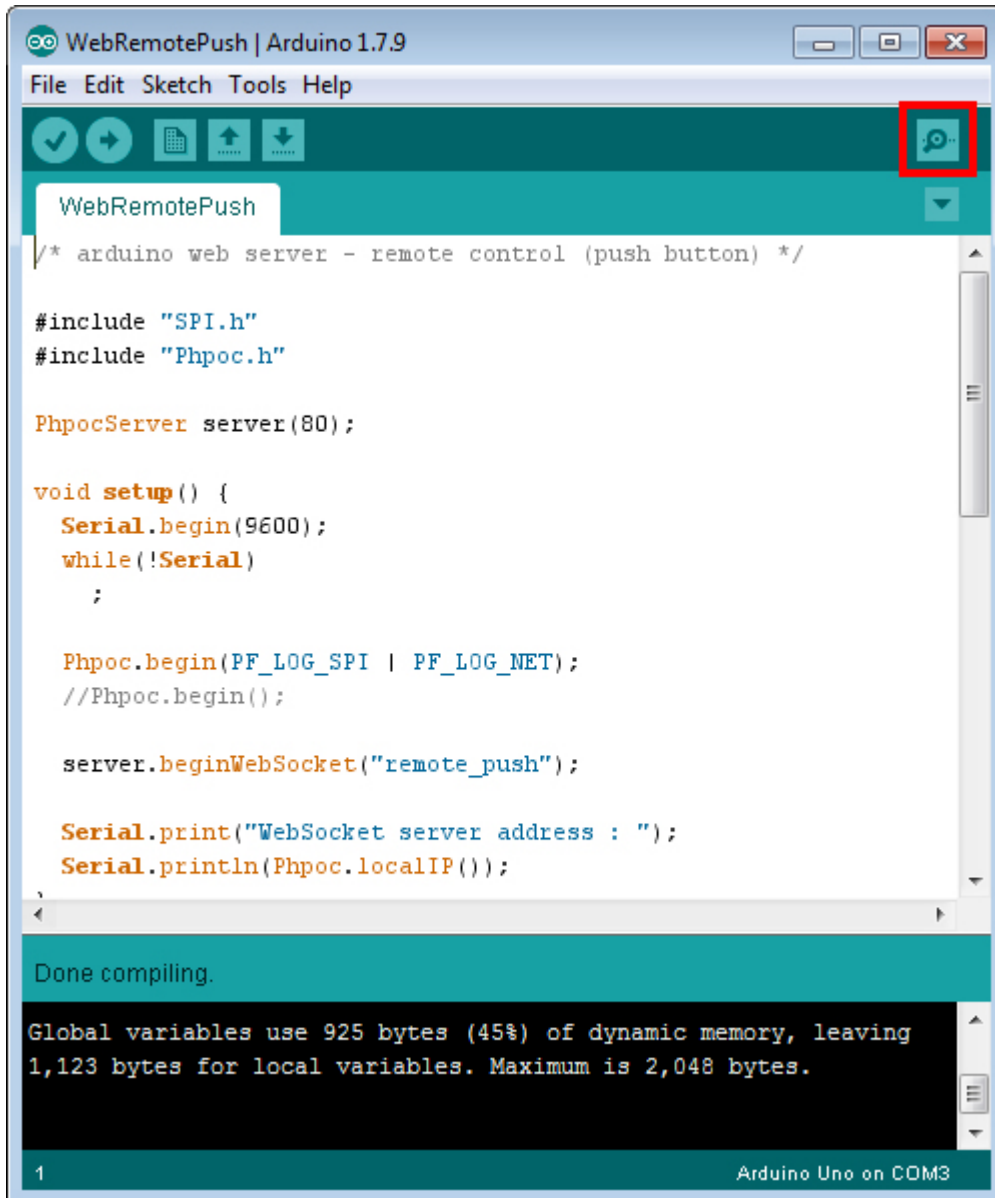 WebRemotePush | Arduino 1.7.9
File Edit Sketch Tools Help
WebRemotePush
/* arduino web server - remote control (push button) */
#include "SPI.h"
#include "Phpoc.h"
PhpocServer server(80);
void setup() {
Serial.begin(9600);
while(!Serial)
;
Phpoc.begin(PF_LOG_SPI | PF_LOG_NET);
//Phpoc.begin();
server.beginWebSocket("remote_push");
Serial.print("WebSocket server address : ");
Serial.println(Phpoc.localIP());
Done compiling.
Global variables use 925 bytes (45%) of dynamic memory, leaving
1,123 bytes for local variables. Maximum is 2,048 bytes.
1
Arduino Uno on COM3